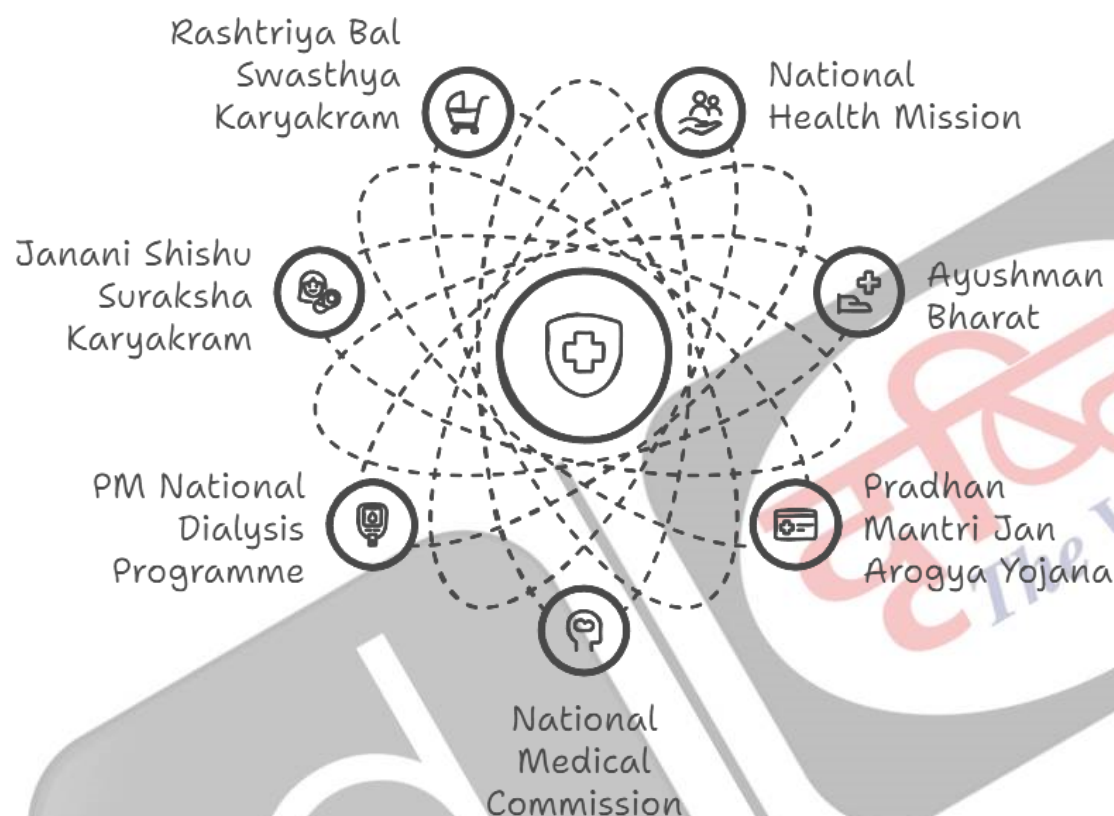 Rashtriya Bal
Swasthya
Karyakram
National
Health Mission
Janani Shishu
Suraksha
Karyakram
Ayushman
Bharat
PM National
Dialysis
Programme
Pradhan
Mantri Jan
Arogya Yojana
The
National
Medical
Commission